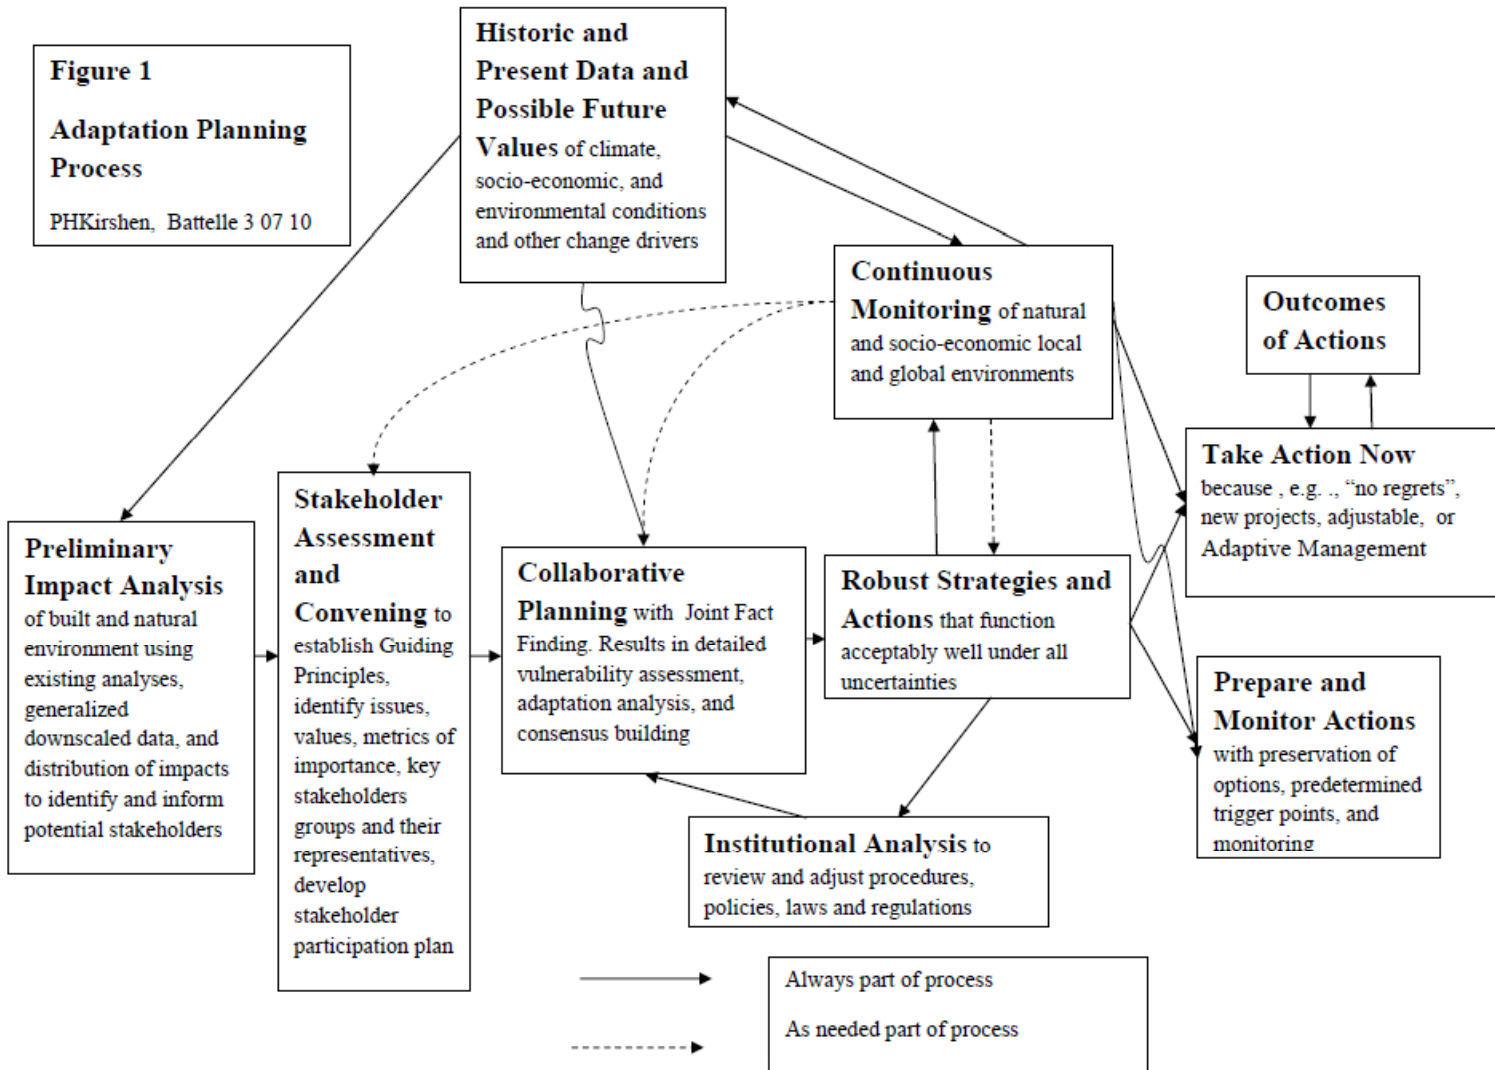 Figure 1
Adaptation Planning
Process
PHKirshen, Battelle 3 07 10
Historic and
Present Data and
Possible Future
Values of climate,
socio-economic, and
environmental conditions
and other change drivers
Continuous
Monitoring of natural
and socio-economic local
and global environments
Outcomes
of Actions
Take Action Now
because , e.g. ., “no regrets”,
new projects, adjustable, or
Adaptive Management
Preliminary
Impact Analysis
of built and natural
environment using
existing analyses,
generalized
downscaled data, and
distribution of impacts
to identify and inform
potential stakeholders
Stakeholder
Assessment
and
Convening to
establish Guiding
Principles,
identify issues,
values, metrics of
importance, key
stakeholders
groups and their
representatives,
develop
stakeholder
participation plan
Collaborative
Planning with Joint Fact
Finding. Results in detailed
vulnerability assessment,
adaptation analysis, and
consensus building
Robust Strategies and
Actions that function
acceptably well under all
uncertainties
Prepare and
Monitor Actions
with preservation of
options, predetermined
trigger points, and
monitoring
Institutional Analysis to
review and adjust procedures,
policies, laws and regulations
Always part of process
As needed part of process